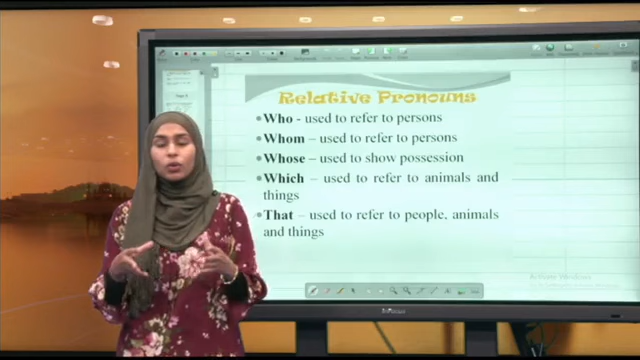 Relative Pronouns
Who - used to refer to persons
Whom – used to refer to persons
Whose – used to show possession
Which – used to refer to animals and
things
That – used to refer to people, animals
and things
Activate Windows
InFocus